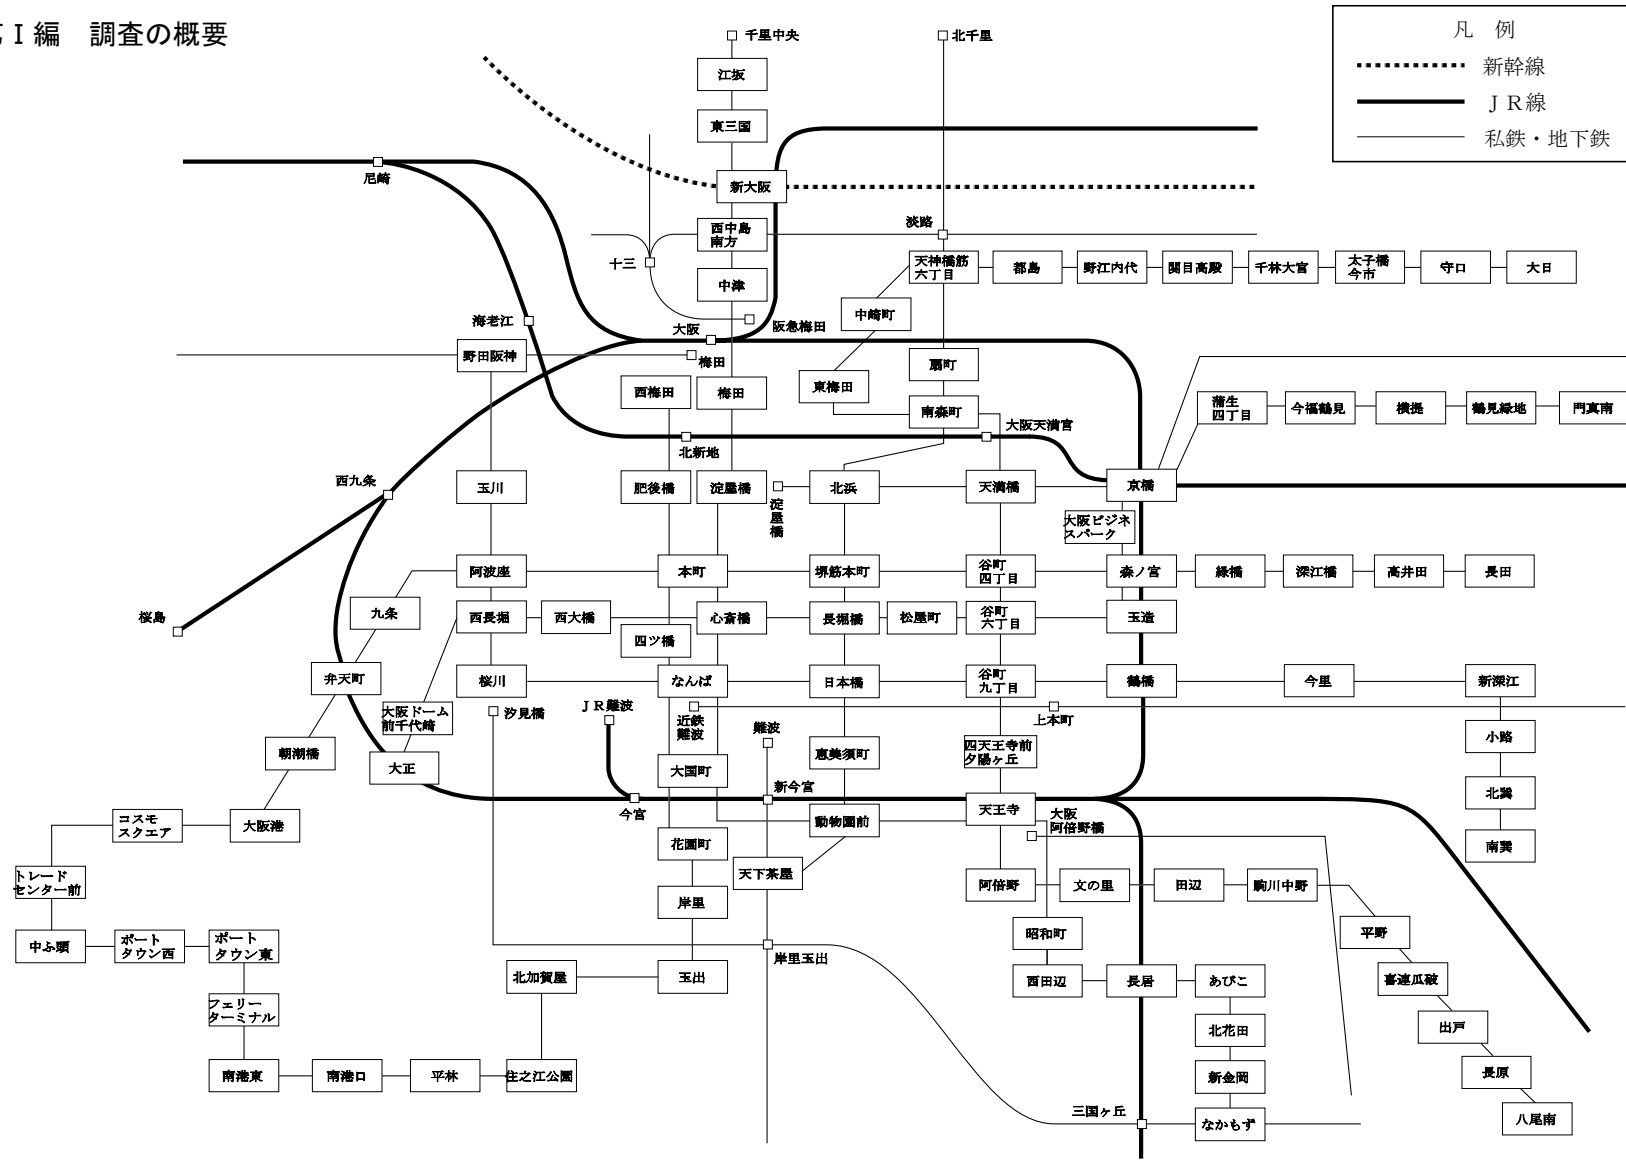 Ⅰ編　調査の概要
凡　例
新幹線
ＪＲ線
私鉄・地下鉄
千里中央
北千里
江坂
東三国
尼崎
新大阪
西中島
南方
淡路
十三
天神橋筋
六丁目
都島
野江内代
関目高殿
千林大宮
太子橋
今市
守口
大日
中津
中崎町
海老江
大阪
阪急梅田
野田阪神
梅田
扇町
西梅田
梅田
東梅田
南森町
蒲生
四丁目
今福鶴見
横堤
鶴見緑地
門真南
大阪天満宮
北新地
西九条
玉川
肥後橋
淀屋橋
淀
屋
橋
北浜
天満橋
京橋
大阪ビジネ
スパーク
阿波座
本町
堺筋本町
谷町
四丁目
森ノ宮
緑橋
深江橋
高井田
長田
桜島
九条
西長堀
西大橋
心斎橋
長堀橋
松屋町
谷町
六丁目
玉造
四ツ橋
弁天町
桜川
なんば
日本橋
谷町
九丁目
鶴橋
今里
新深江
大阪ドーム
前千代崎
汐見橋
ＪＲ難波
近鉄
難波
難波
上本町
朝潮橋
大正
大国町
恵美須町
四天王寺前
夕陽ヶ丘
小路
新今宮
北巽
コスモ
スクエア
大阪港
今宮
動物園前
天王寺
大阪
阿倍野橋
花園町
南巽
トレード
センター前
天下茶屋
阿倍野
文の里
田辺
駒川中野
岸里
昭和町
平野
中ふ頭
ポート
タウン西
ポート
タウン東
岸里玉出
北加賀屋
玉出
西田辺
長居
あびこ
喜連瓜破
フェリー
ターミナル
北花田
出戸
南港東
南港口
平林
住之江公園
新金岡
長原
三国ヶ丘
なかもず
八尾南